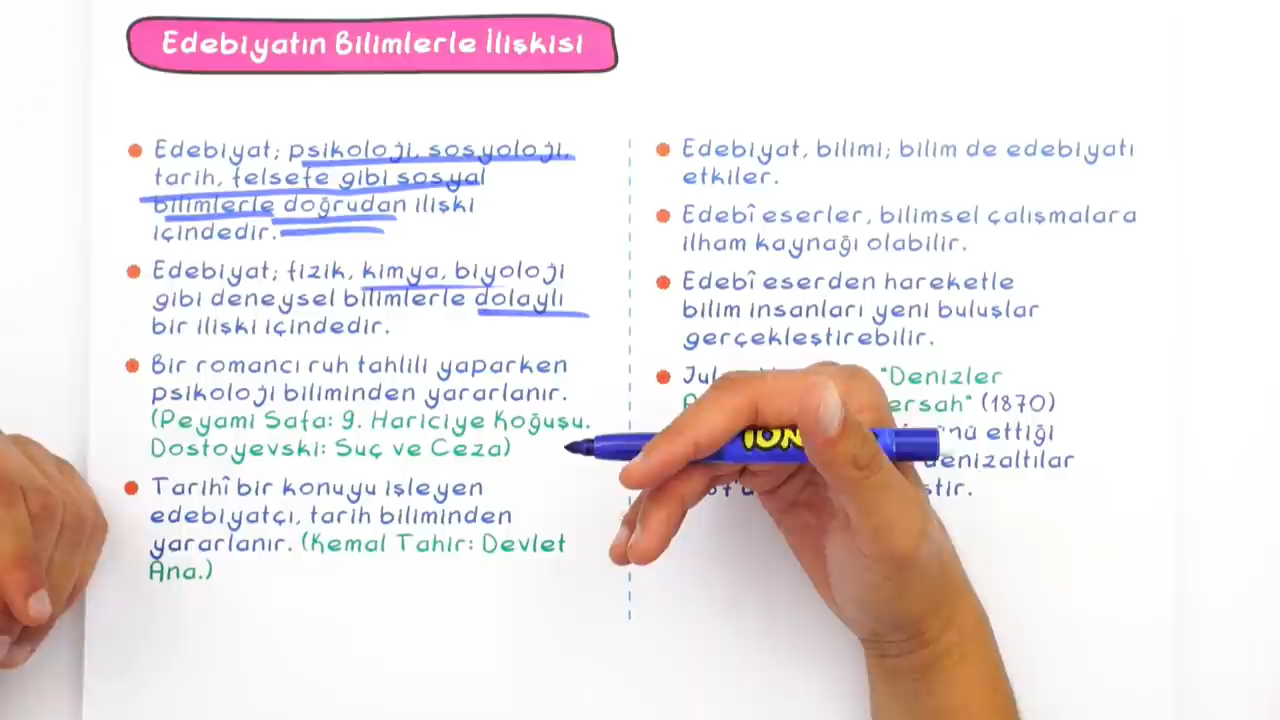 Edebiyatın Bilimlerle İlişkisi
Edebiyat; psikoloji, sosyoloji,
tarih, felsefe gibi sosyal
bilimlerle doğrudan ilişki
içindedir.
Edebiyat; fizik, kimya, biyoloji
gibi deneysel bilimlerle dolaylı
bir ilişki içindedir.
Bir romancı ruh tahlili yaparken
psikoloji biliminden yararlanır.
(Peyami Safa: 9. Hariciye Koğuşu.
Dostoyevski: Suç ve Ceza)
Tarihî bir konuyu işleyen
edebiyatçı, tarih biliminden
yararlanır. (Kemal Tahir: Devlet
Ana.)
Edebiyat, bilimi; bilim de edebiyatı
etkiler.
Edebî eserler, bilimsel çalışmalara
ilham kaynağı olabilir.
Edebî eserden hareketle
bilim insanları yeni buluşlar
gerçekleştirebilir.
"Denizler
(1870)
ettiği
denizaltılar